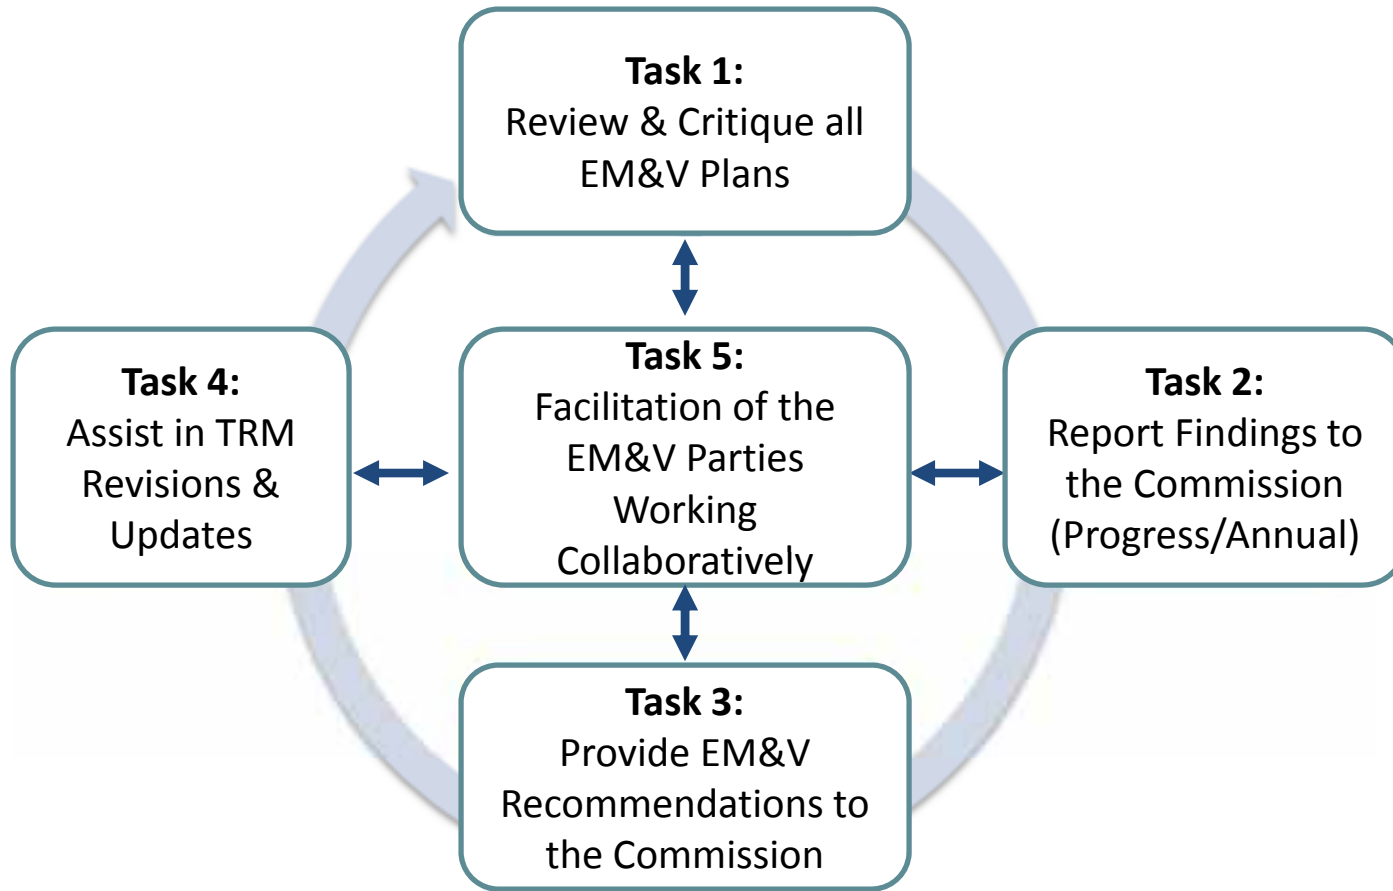 Task 1:
Review & Critique all
EM&V Plans
Task 4:
Assist in TRM
Revisions &
Updates
Task 5:
Facilitation of the
EM&V Parties
Working
Collaboratively
Task 2:
Report Findings to
the Commission
(Progress/Annual)
Task 3:
Provide EM&V
Recommendations to
the Commission